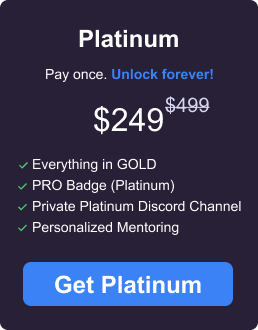 Platinum
Pay once. Unlock forever!
$249 $499
Everything in GOLD
PRO Badge (Platinum)
Private Platinum Discord Channel
Personalized Mentoring
Get Platinum